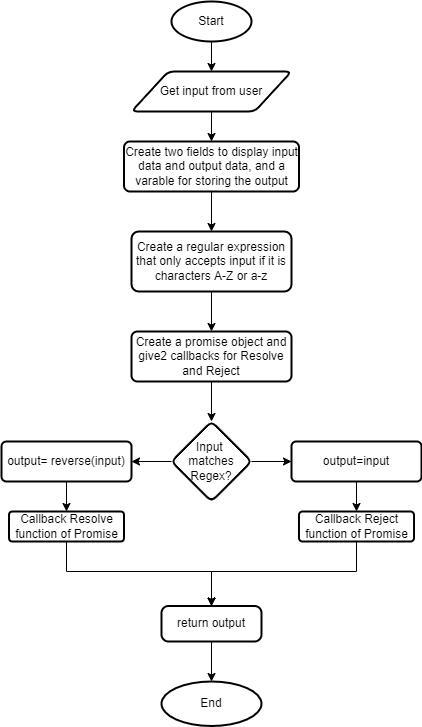 Start
Get input from user
Create two fields to display input
data and output data, and a
varable for storing the output
Create a regular expression
that only accepts input if it is
characters A-Z or a-z
Create a promise object and
give2 callbacks for Resolve
and Reject
Input
matches
Regex?
output= reverse(input)
output=input
Callback Resolve
function of Promise
Callback Reject
function of Promise
return output
End